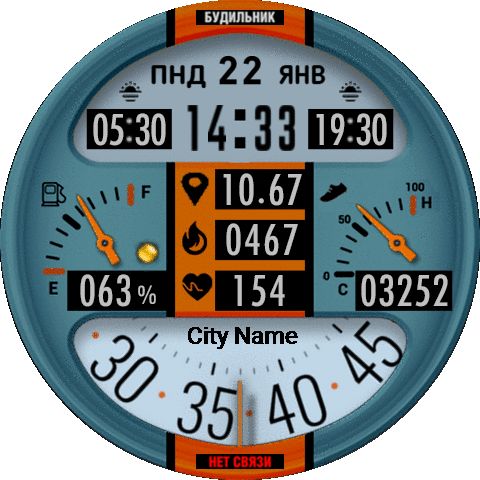 БУДИЛЬНИК
ПНД 22 ЯНВ
05:30 14:33 19:30
F 10.67 100 H
50
0467
0
E 063 % 154 C 03252
City Name
30 35 40 45
НЕТ СВЯЗИ